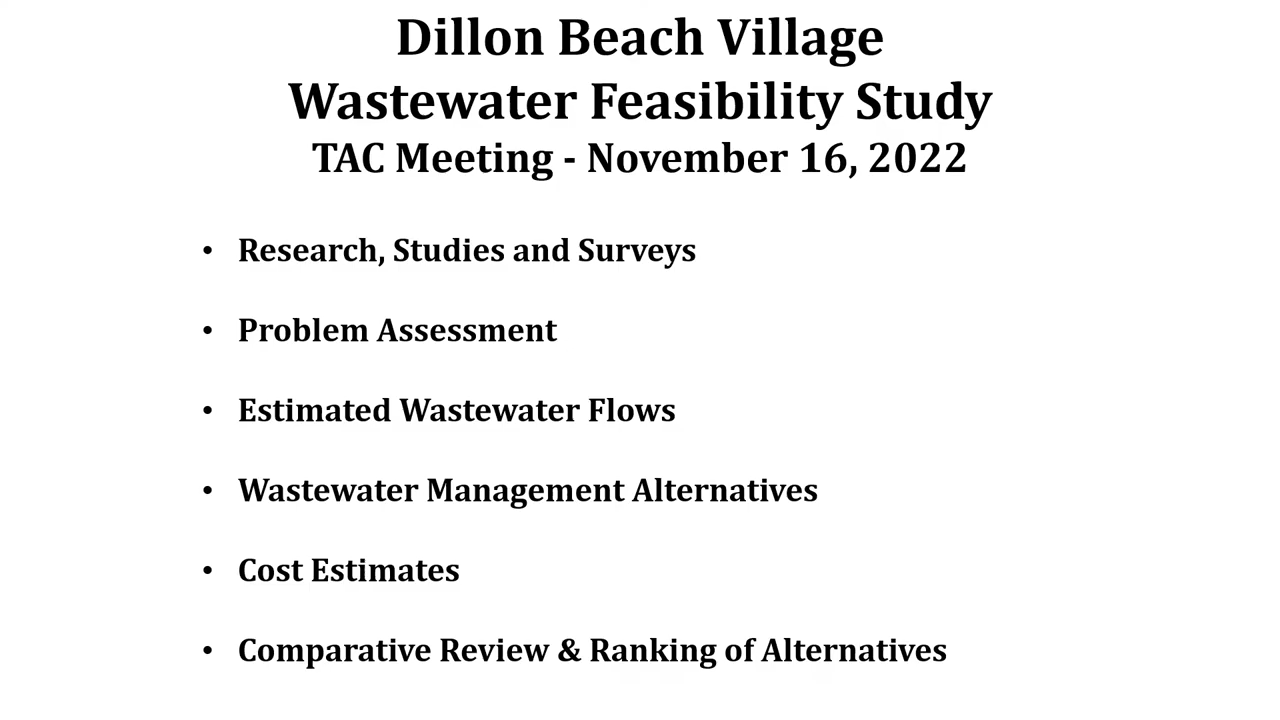 Dillon Beach Village
Wastewater Feasibility Study
TAC Meeting - November 16, 2022
• Research, Studies and Surveys
• Problem Assessment
• Estimated Wastewater Flows
• Wastewater Management Alternatives
• Cost Estimates
• Comparative Review & Ranking of Alternatives